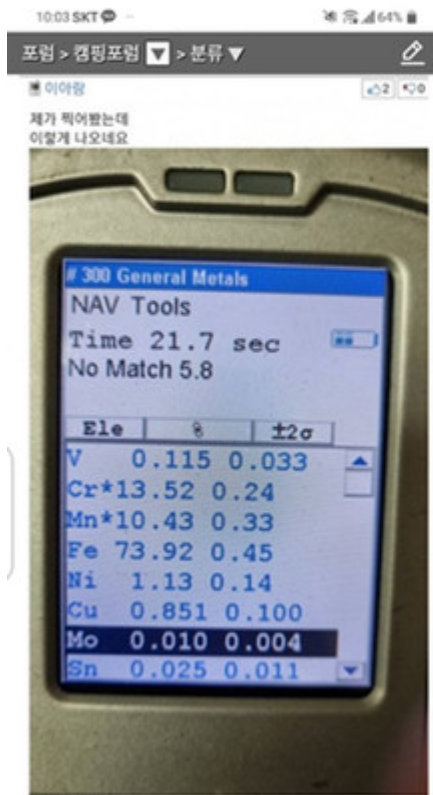 10:03 SKT
64%
포럼 > 캠핑포럼 ▼ > 분류 ▼
이아랑
2 0
제가 찍어봤는데
이렇게 나오네요
# 300 General Metals
NAV Tools
Time 21.7 sec
No Match 5.8
Ele % ±2σ
V 0.115 0.033
Cr*13.52 0.24
Mn*10.43 0.33
Fe 73.92 0.45
Ni 1.13 0.14
Cu 0.851 0.100
Mo 0.010 0.004
Sn 0.025 0.011